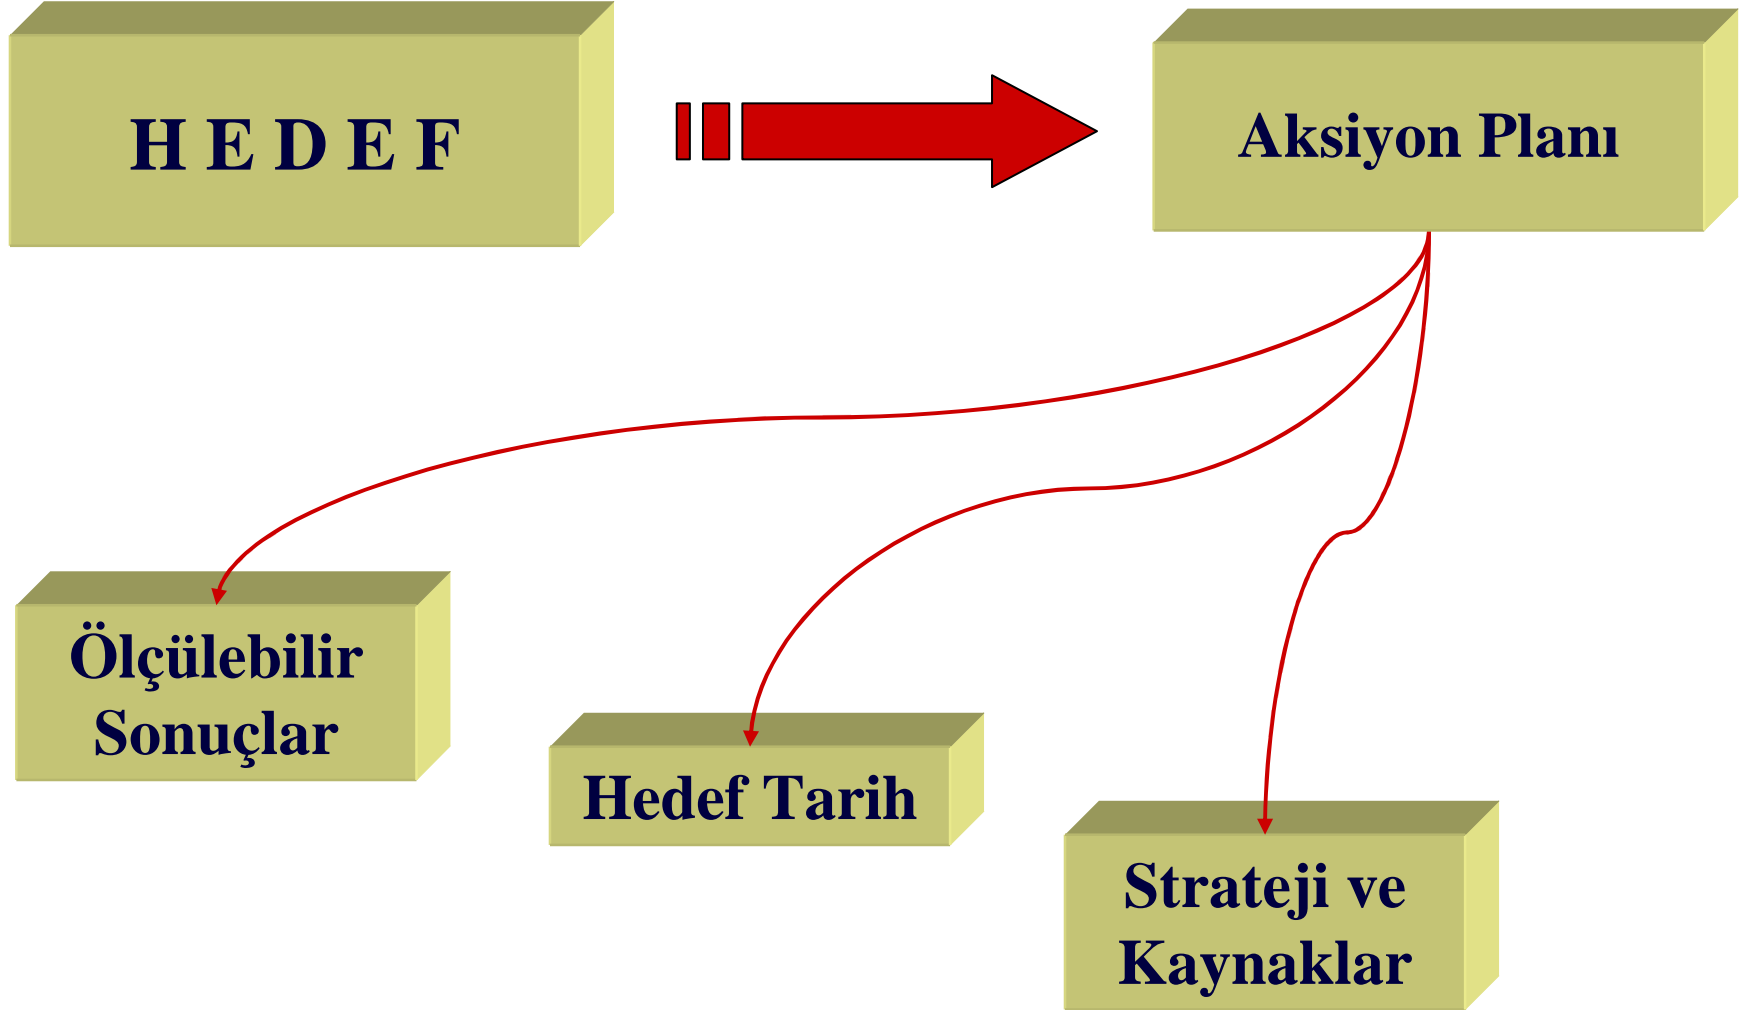 H E D E F
Aksiyon Planı
Ölçülebilir
Sonuçlar
Hedef Tarih
Strateji ve
Kaynaklar